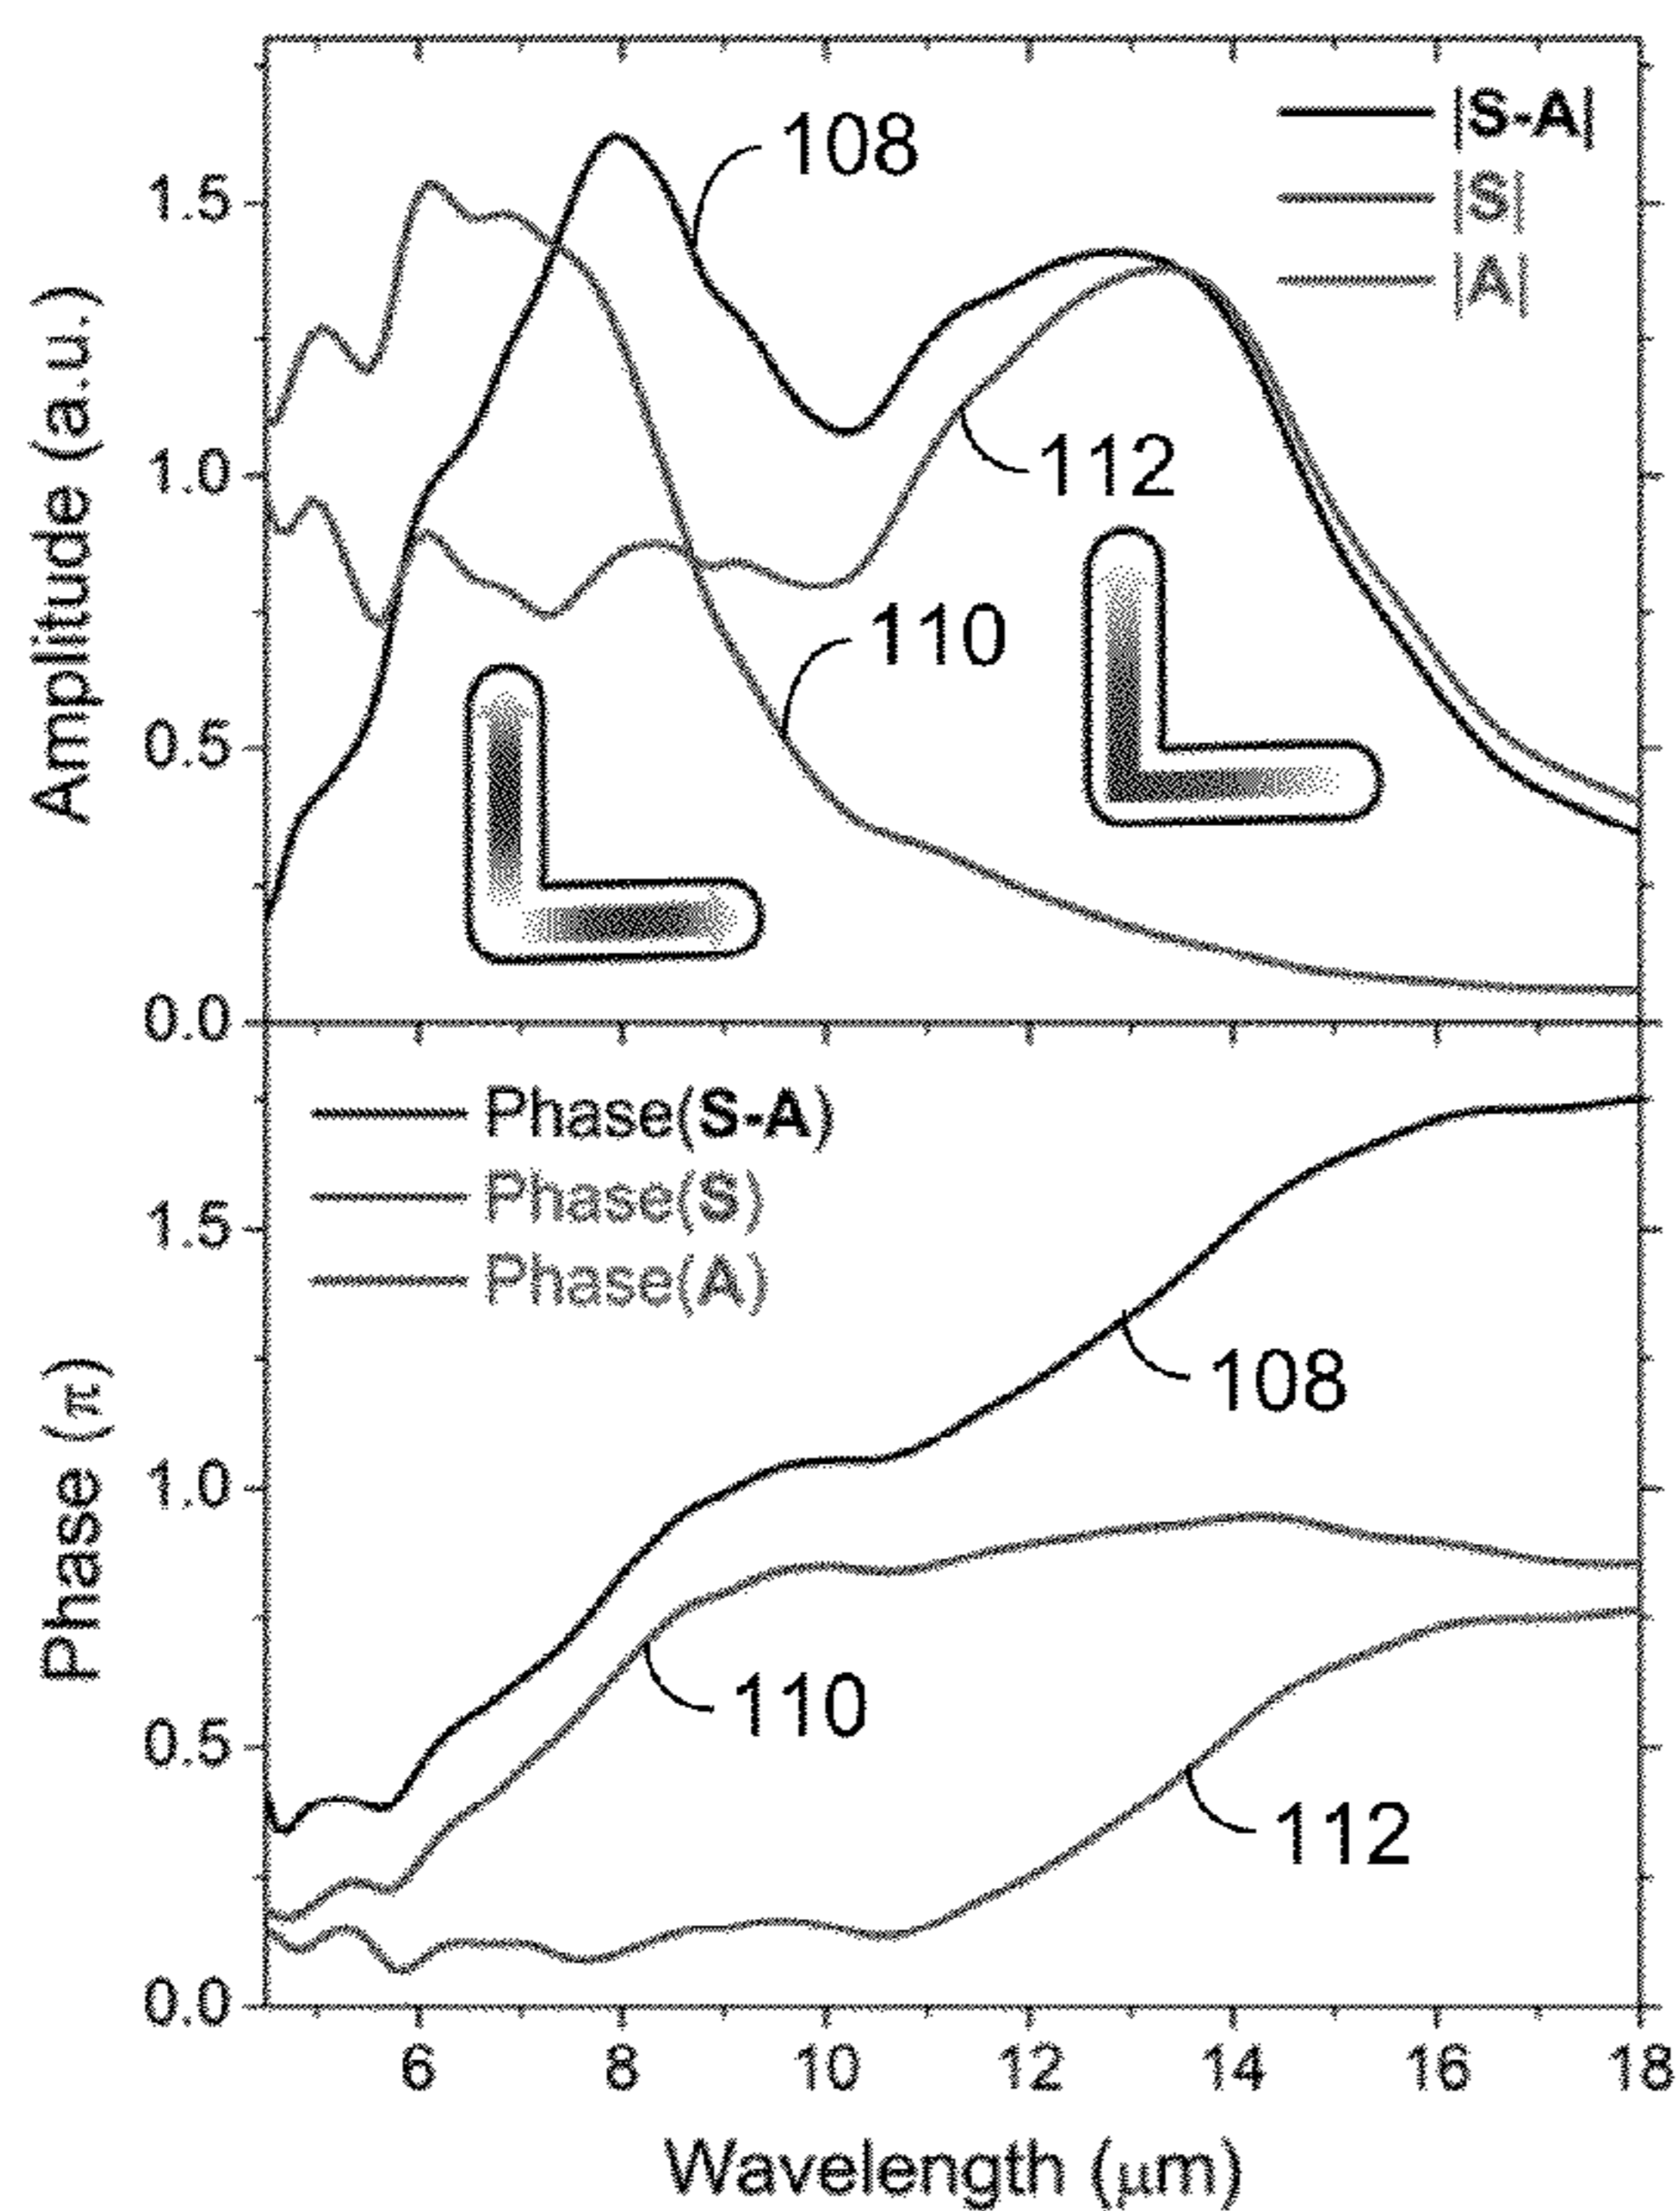 |S-A|
|S|
|A|
108
112
110
1.5
1.0
0.5
0.0
Amplitude (a.u.)
Phase(S-A)
Phase(S)
Phase(A)
108
110
112
1.5
1.0
0.5
0.0
Phase (π)
6 8 10 12 14 16 18
Wavelength (μm)